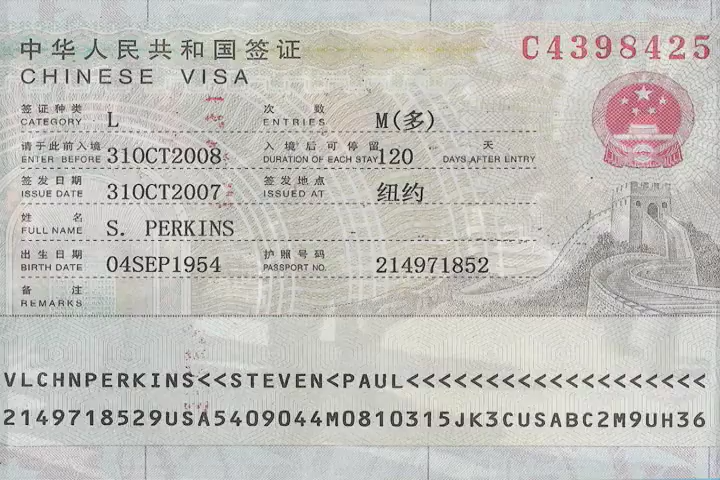 中华人民共和国签证 C4398425
CHINESE VISA
签证种类 次数
CATEGORY L ENTRIES M(多)
请于此前入境 入境后可停留 天
ENTER BEFORE 31OCT2008 DURATION OF EACH STAY 120 DAYS AFTER ENTRY
签发日期 签发地点
ISSUE DATE 31OCT2007 ISSUED AT 纽约
姓名
FULL NAME S. PERKINS
出生日期 护照号码
BIRTH DATE 04SEP1954 PASSPORT NO. 214971852
备注
REMARKS
VLCHNPERKINS<<STEVEN<PAUL<<<<<<<<<<<<<<<<<<<
2149718529USA5409044M0810315JK3CUSABC2M9UH36